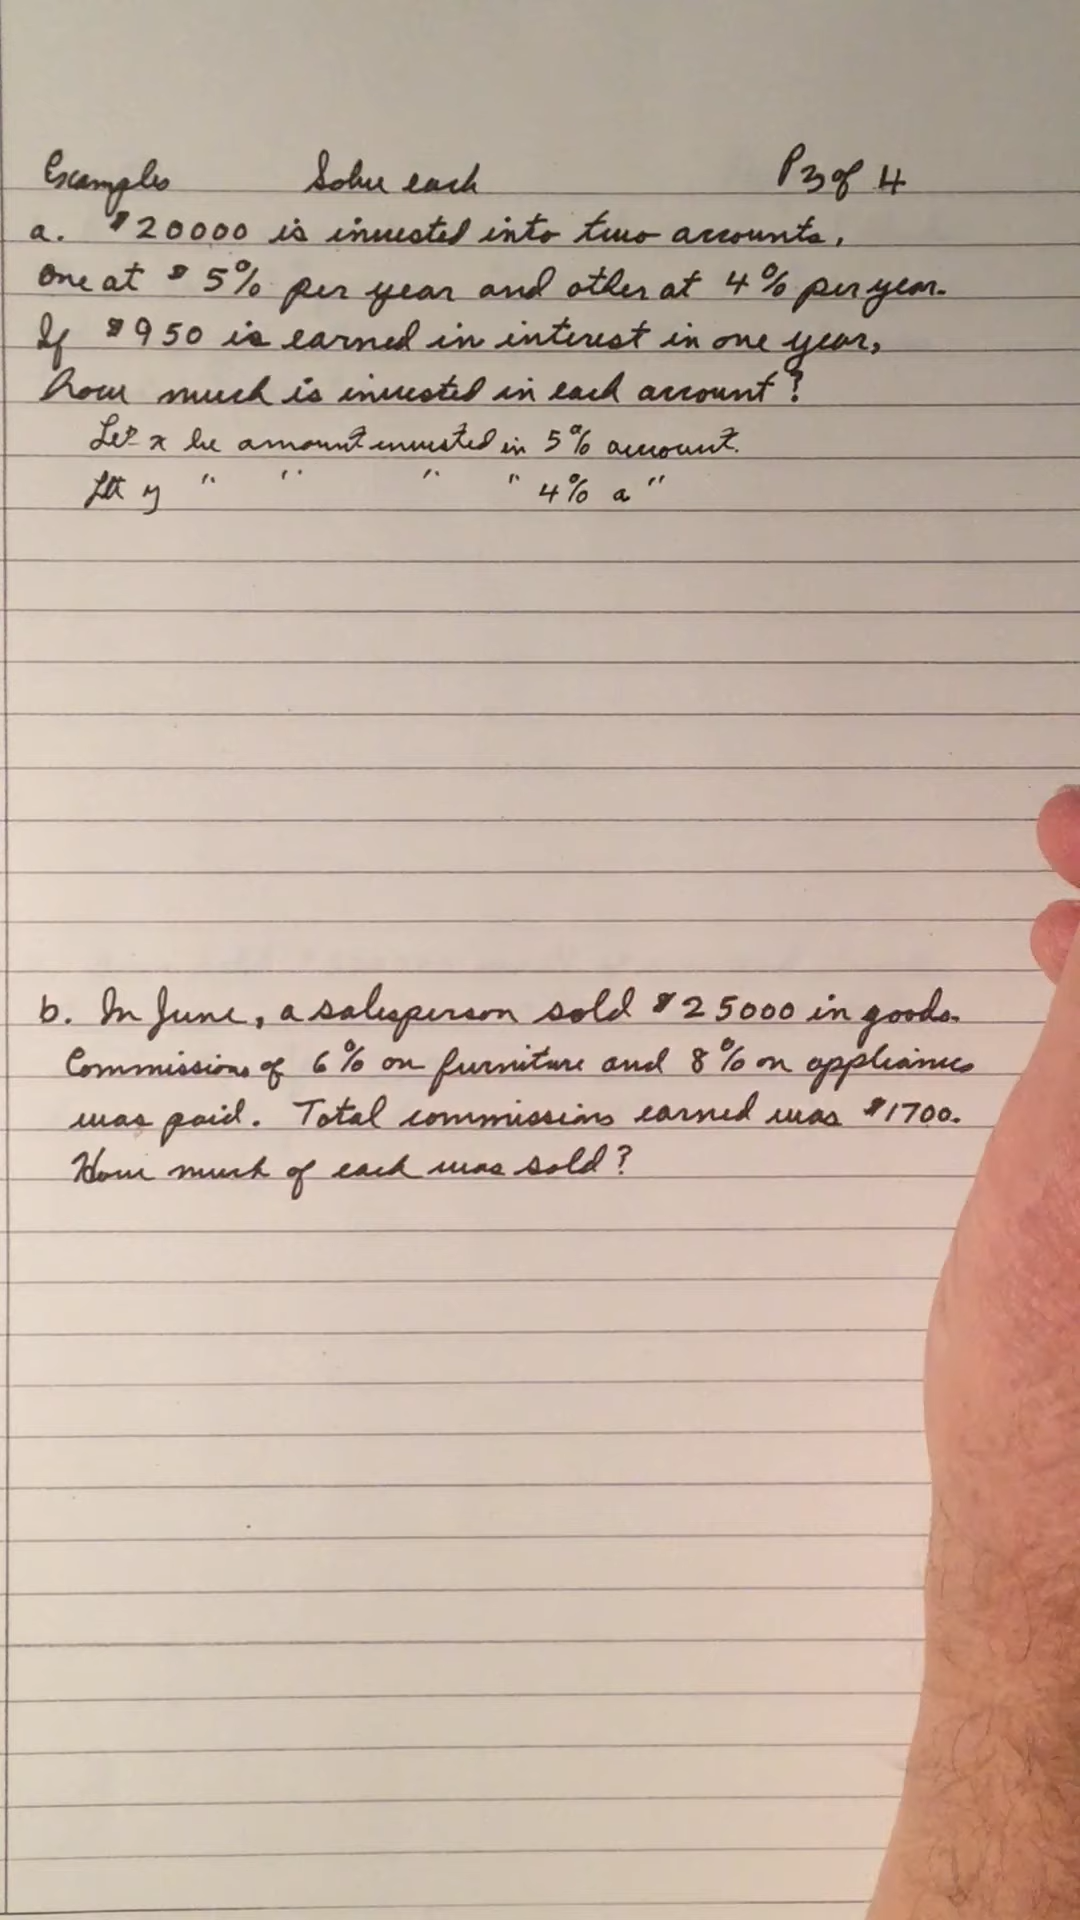 Examples Solve each P3 of 4
a. $20000 is invested into two accounts,
one at 5% per year and other at 4% per year.
If $950 is earned in interest in one year,
how much is invested in each account?
Let x be amount invested in 5% account.
Let y " " " " 4% a "
b. In June, a salesperson sold $25000 in goods.
Commissions of 6% on furniture and 8% on appliances
was paid. Total commissions earned was $1700.
How much of each was sold?